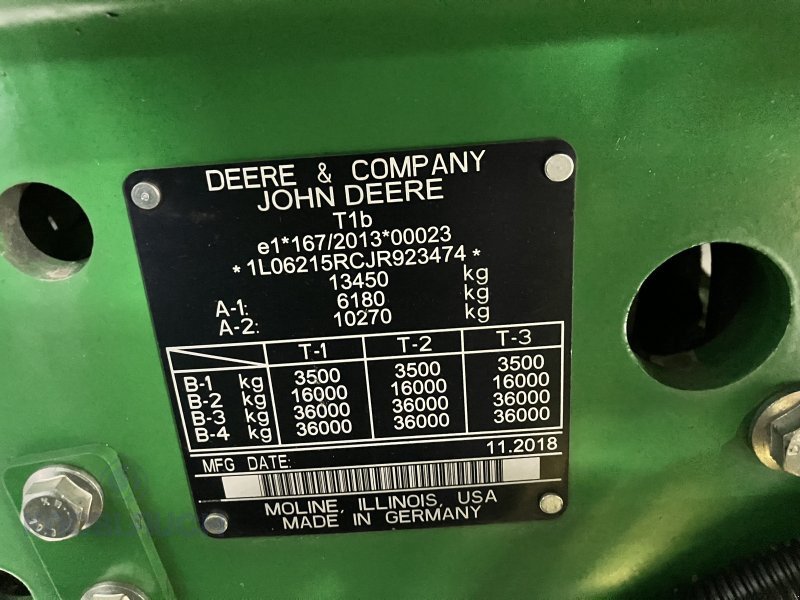 DEERE & COMPANY
JOHN DEERE
T1b
e1*167/2013*00023
*1L06215RCJR923474*
13450 kg
A-1: 6180 kg
A-2: 10270 kg
T-1 T-2 T-3
B-1 kg 3500 3500 3500
B-2 kg 16000 16000 16000
B-3 kg 36000 36000 36000
B-4 kg 36000 36000 36000
MFG DATE: 11.2018
MOLINE, ILLINOIS, USA
MADE IN GERMANY